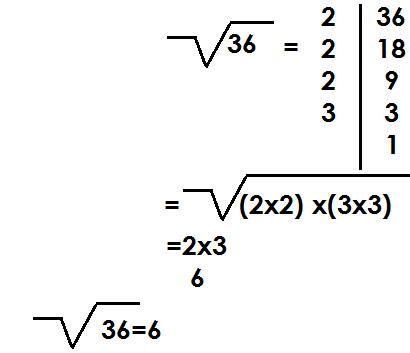 √36 = 2 | 36
2 | 18
2 | 9
3 | 3
1
= √(2x2) x(3x3)
=2x3
6
√36=6